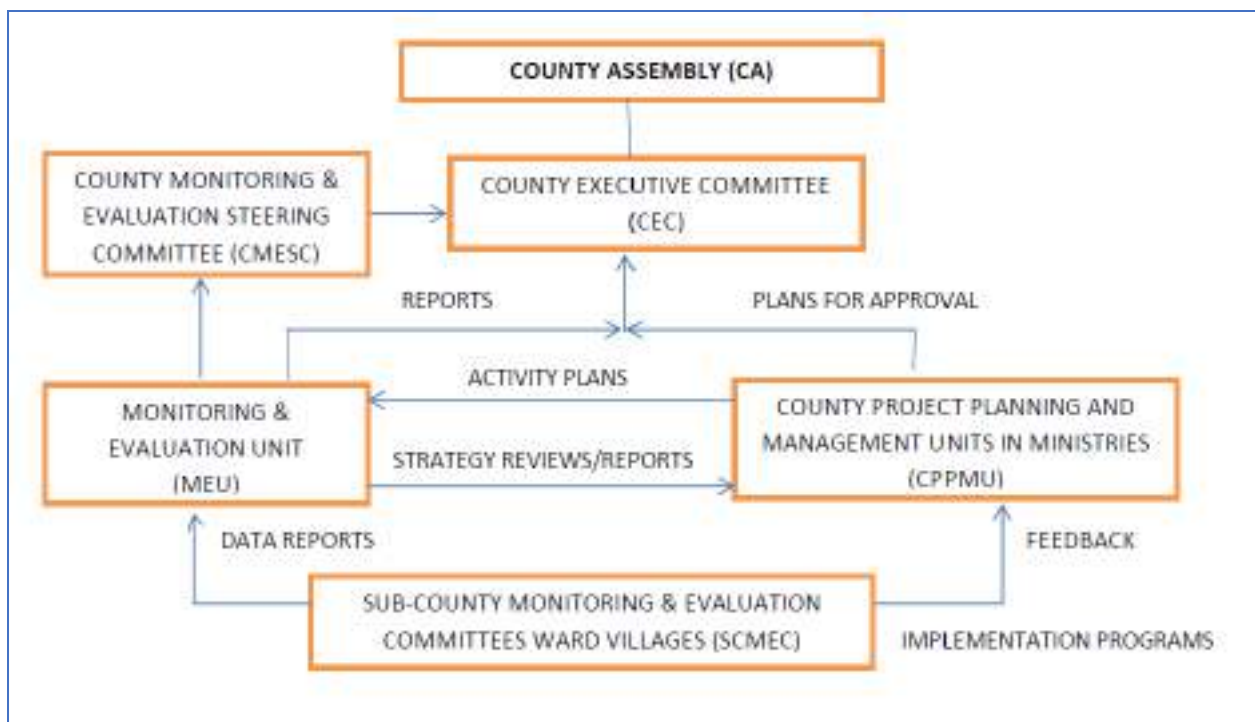 COUNTY ASSEMBLY (CA)
COUNTY MONITORING &
EVALUATION STEERING
COMMITTEE (CMESC)
COUNTY EXECUTIVE COMMITTEE
(CEC)
REPORTS
PLANS FOR APPROVAL
ACTIVITY PLANS
MONITORING &
EVALUATION UNIT
(MEU)
COUNTY PROJECT PLANNING AND
MANAGEMENT UNITS IN MINISTRIES
(CPPMU)
STRATEGY REVIEWS/REPORTS
DATA REPORTS
FEEDBACK
SUB-COUNTY MONITORING & EVALUATION
COMMITTEES WARD VILLAGES (SCMEC)
IMPLEMENTATION PROGRAMS